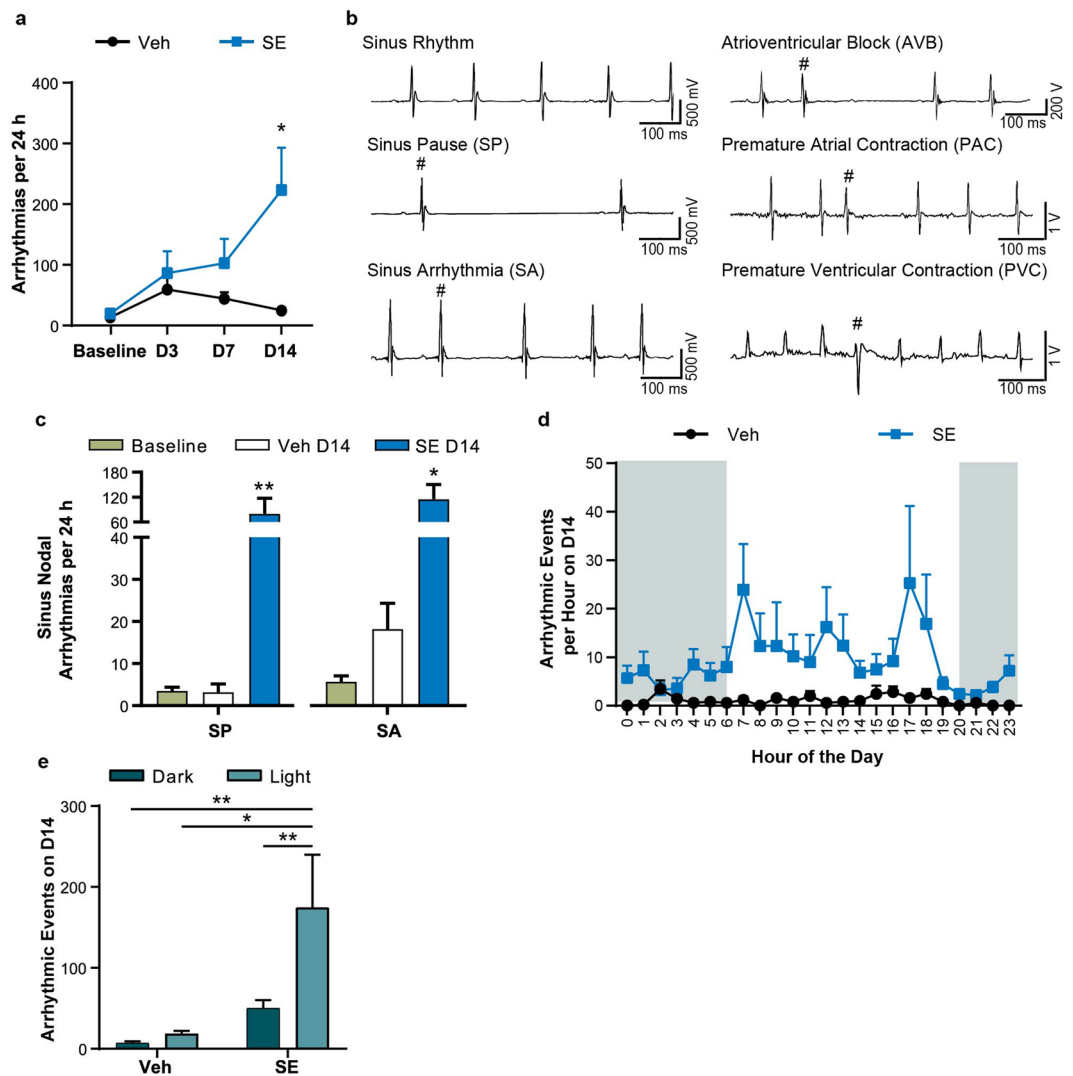 a
Veh SE
Arrhythmias per 24 h
400
300
200
100
0
*
Baseline D3 D7 D14
b
Sinus Rhythm
500 mV
100 ms
Atrioventricular Block (AVB)
#
200 V
100 ms
Sinus Pause (SP)
#
500 mV
100 ms
Premature Atrial Contraction (PAC)
#
1 V
100 ms
Sinus Arrhythmia (SA)
#
500 mV
100 ms
Premature Ventricular Contraction (PVC)
#
1 V
100 ms
c
Baseline Veh D14 SE D14
Sinus Nodal
Arrhythmias per 24 h
180
120
60
40
30
20
10
0
** *
SP SA
d
Veh SE
Arrhythmic Events
per Hour on D14
50
40
30
20
10
0
0 1 2 3 4 5 6 7 8 9 10 11 12 13 14 15 16 17 18 19 20 21 22 23
Hour of the Day
e
Dark Light
Arrhythmic Events on D14
300
200
100
0
**
*
**
Veh SE